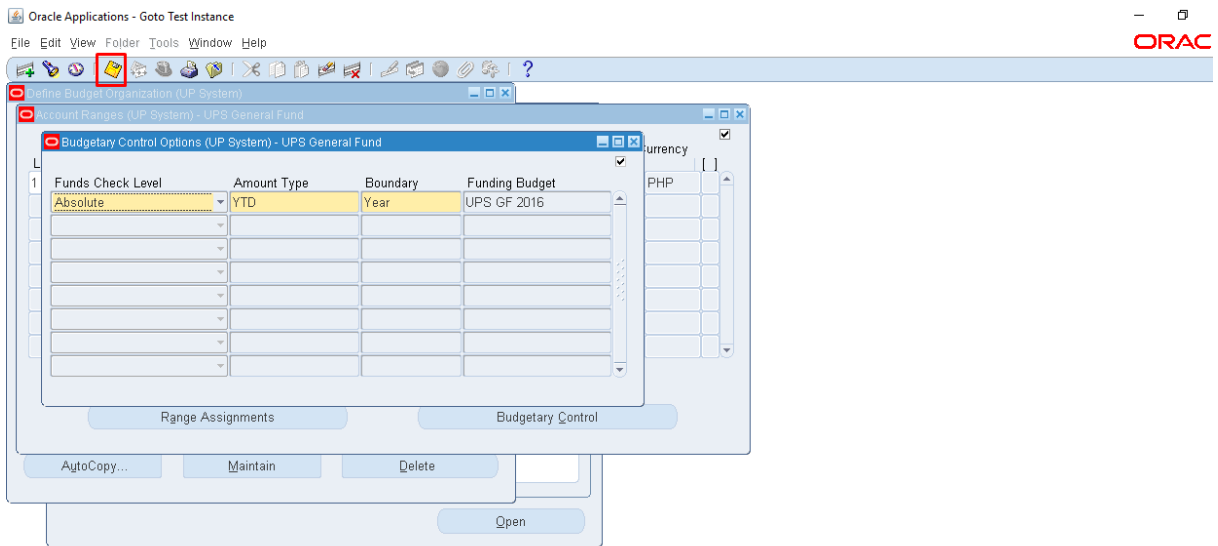 Oracle Applications - Goto Test Instance
File Edit View Folder Tools Window Help
ORAC
Define Budget Organization (UP System)
Account Ranges (UP System) - UPS General Fund
Budgetary Control Options (UP System) - UPS General Fund
Currency
L
[ ]
Funds Check Level Amount Type Boundary Funding Budget
1 PHP
Absolute YTD Year UPS GF 2016
Range Assignments Budgetary Control
AutoCopy... Maintain Delete
Open